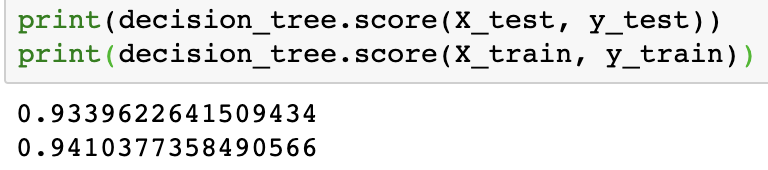 print(decision_tree.score(X_test, y_test))
print(decision_tree.score(X_train, y_train))
0.9339622641509434
0.9410377358490566